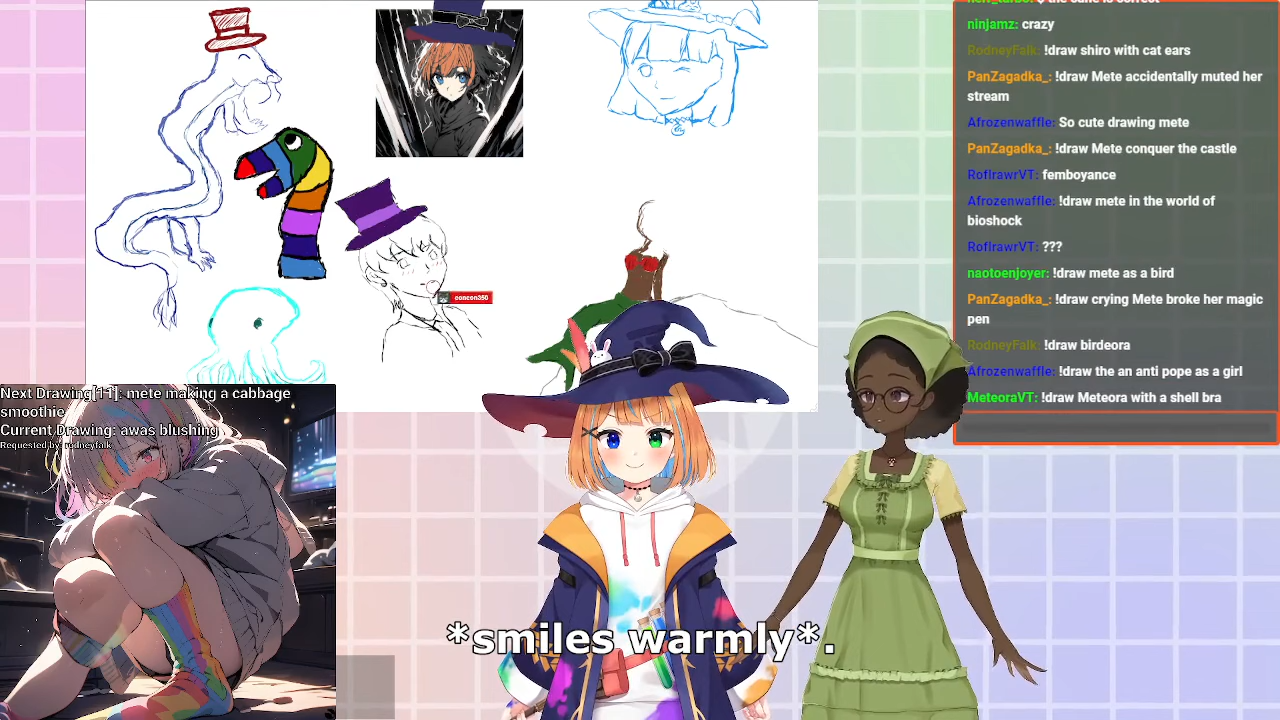 ninjamz: crazy
RodneyFalk: !draw shiro with cat ears
PanZagadka_: !draw Mete accidentally muted her
stream
Afrozenwaffle: So cute drawing mete
PanZagadka_: !draw Mete conquer the castle
RoflrawrVT: femboyance
Afrozenwaffle: !draw mete in the world of
bioshock
RoflrawrVT: ???
naotoenjoyer: !draw mete as a bird
PanZagadka_: !draw crying Mete broke her magic
pen
RodneyFalk: !draw birdeora
Afrozenwaffle: !draw the an anti pope as a girl
MeteoraVT: !draw Meteora with a shell bra
concon350
Next Drawing[11]: mete making a cabbage
smoothie
Current Drawing: awas blushing
Requested by: rodneyfalk
*smiles warmly*.